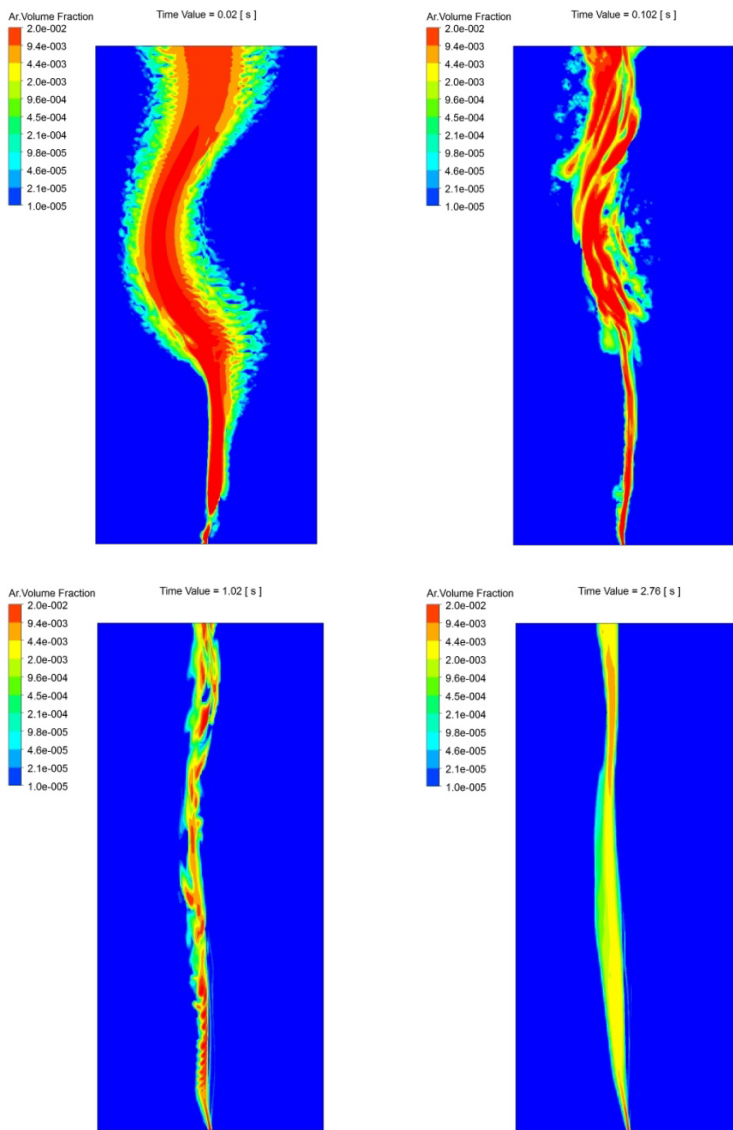 Ar.Volume Fraction
Time Value = 0.02 [ s ]
2.0e-002
9.4e-003
4.4e-003
2.0e-003
9.6e-004
4.5e-004
2.1e-004
9.8e-005
4.6e-005
2.1e-005
1.0e-005
Ar.Volume Fraction
Time Value = 0.102 [ s ]
2.0e-002
9.4e-003
4.4e-003
2.0e-003
9.6e-004
4.5e-004
2.1e-004
9.8e-005
4.6e-005
2.1e-005
1.0e-005
Ar.Volume Fraction
Time Value = 1.02 [ s ]
2.0e-002
9.4e-003
4.4e-003
2.0e-003
9.6e-004
4.5e-004
2.1e-004
9.8e-005
4.6e-005
2.1e-005
1.0e-005
Ar.Volume Fraction
Time Value = 2.76 [ s ]
2.0e-002
9.4e-003
4.4e-003
2.0e-003
9.6e-004
4.5e-004
2.1e-004
9.8e-005
4.6e-005
2.1e-005
1.0e-005